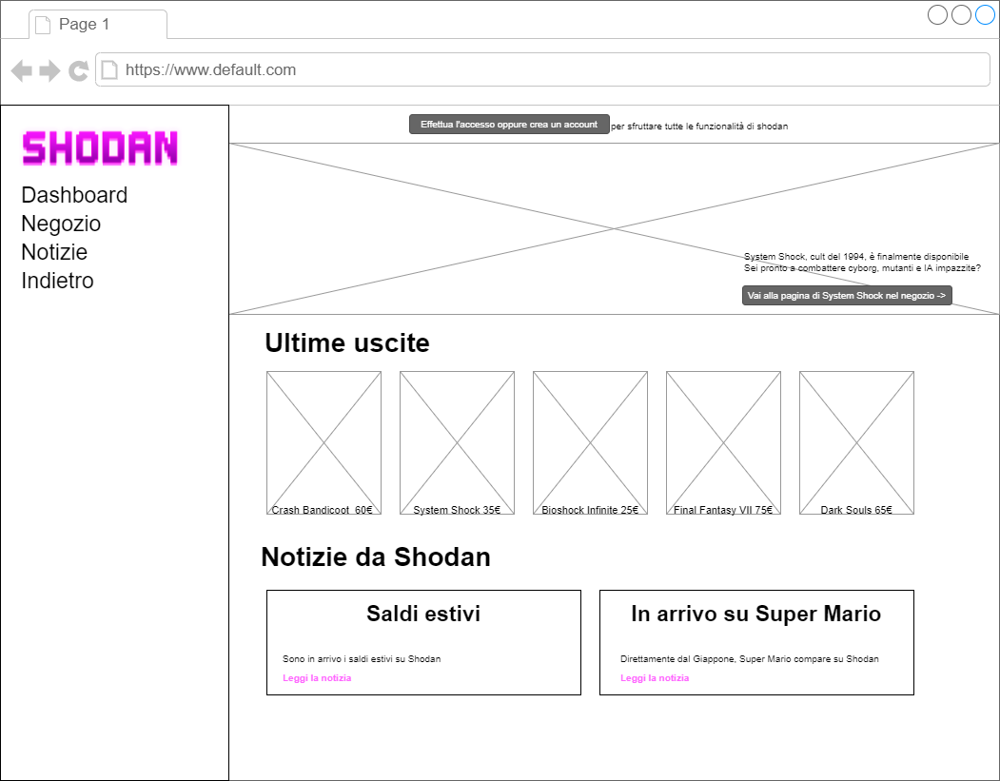 Page 1
https://www.default.com
SHODAN
Dashboard
Negozio
Notizie
Indietro
Effettua l'accesso oppure crea un account per sfruttare tutte le funzionalità di shodan
System Shock, cult del 1994, è finalmente disponibile
Sei pronto a combattere cyborg, mutanti e IA impazzite?
Vai alla pagina di System Shock nel negozio ->
Ultime uscite
Crash Bandicoot 60€
System Shock 35€
Bioshock Infinite 25€
Final Fantasy VII 75€
Dark Souls 65€
Notizie da Shodan
Saldi estivi
Sono in arrivo i saldi estivi su Shodan
Leggi la notizia
In arrivo su Super Mario
Direttamente dal Giappone, Super Mario compare su Shodan
Leggi la notizia